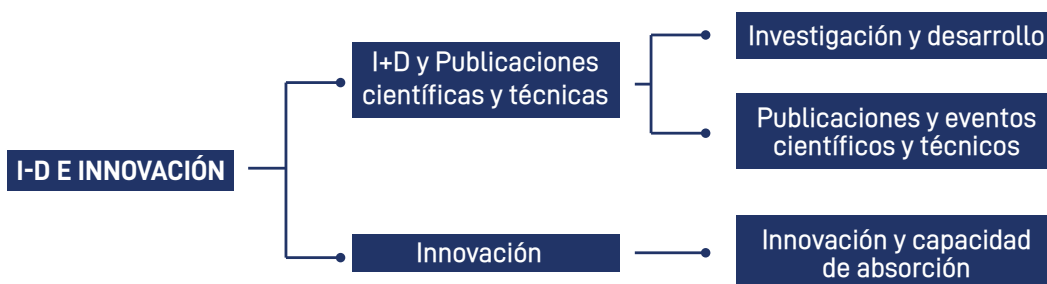 I-D E INNOVACIÓN
I+D y Publicaciones
científicas y técnicas
Investigación y desarrollo
Publicaciones y eventos
científicos y técnicos
Innovación
Innovación y capacidad
de absorción